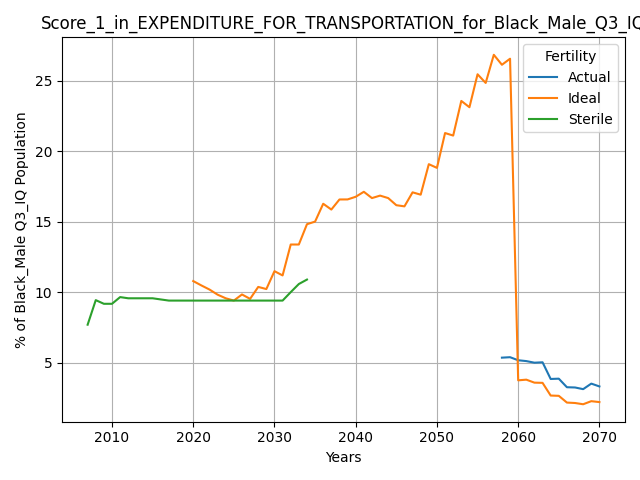 Score_1_in_EXPENDITURE_FOR_TRANSPORTATION_for_Black_Male_Q3_IQ
Fertility
Actual
Ideal
Sterile
% of Black_Male Q3_IQ Population
25
20
15
10
5
2010 2020 2030 2040 2050 2060 2070
Years